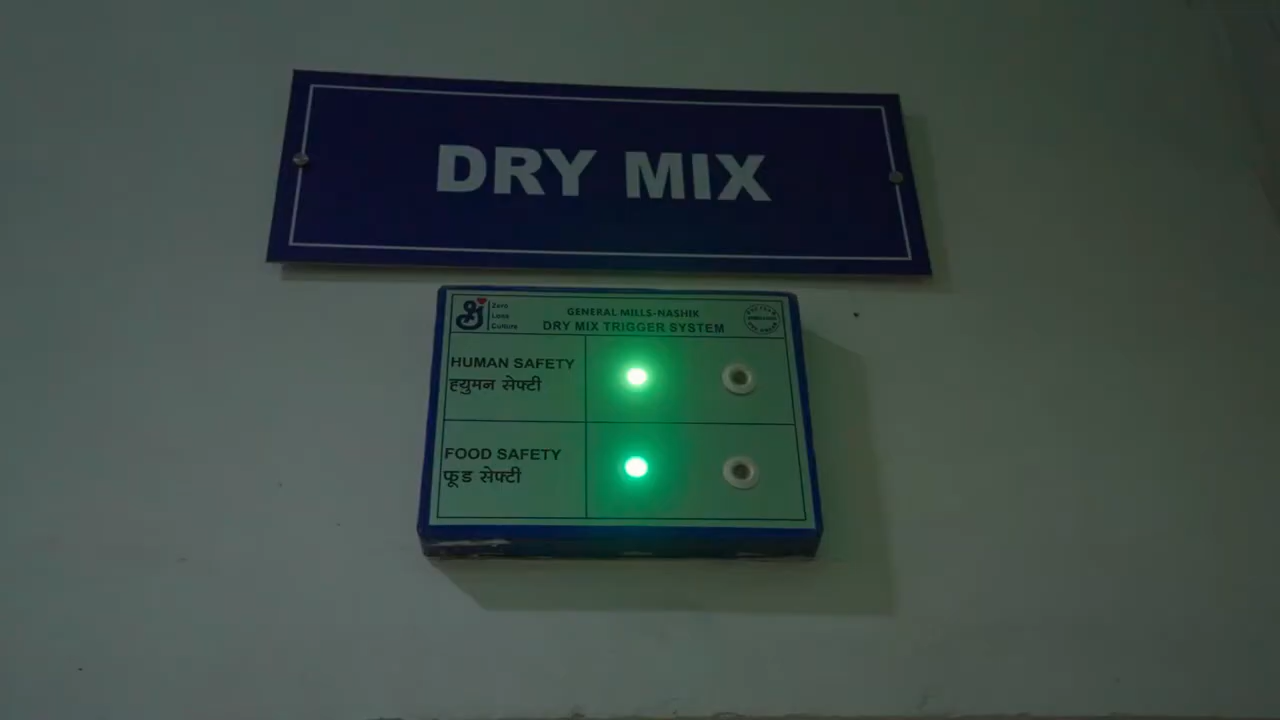 DRY MIX
Zero
Loss
Culture
GENERAL MILLS-NASHIK
DRY MIX TRIGGER SYSTEM
HUMAN SAFETY
ह्युमन सेफ्टी
FOOD SAFETY
फूड सेफ्टी